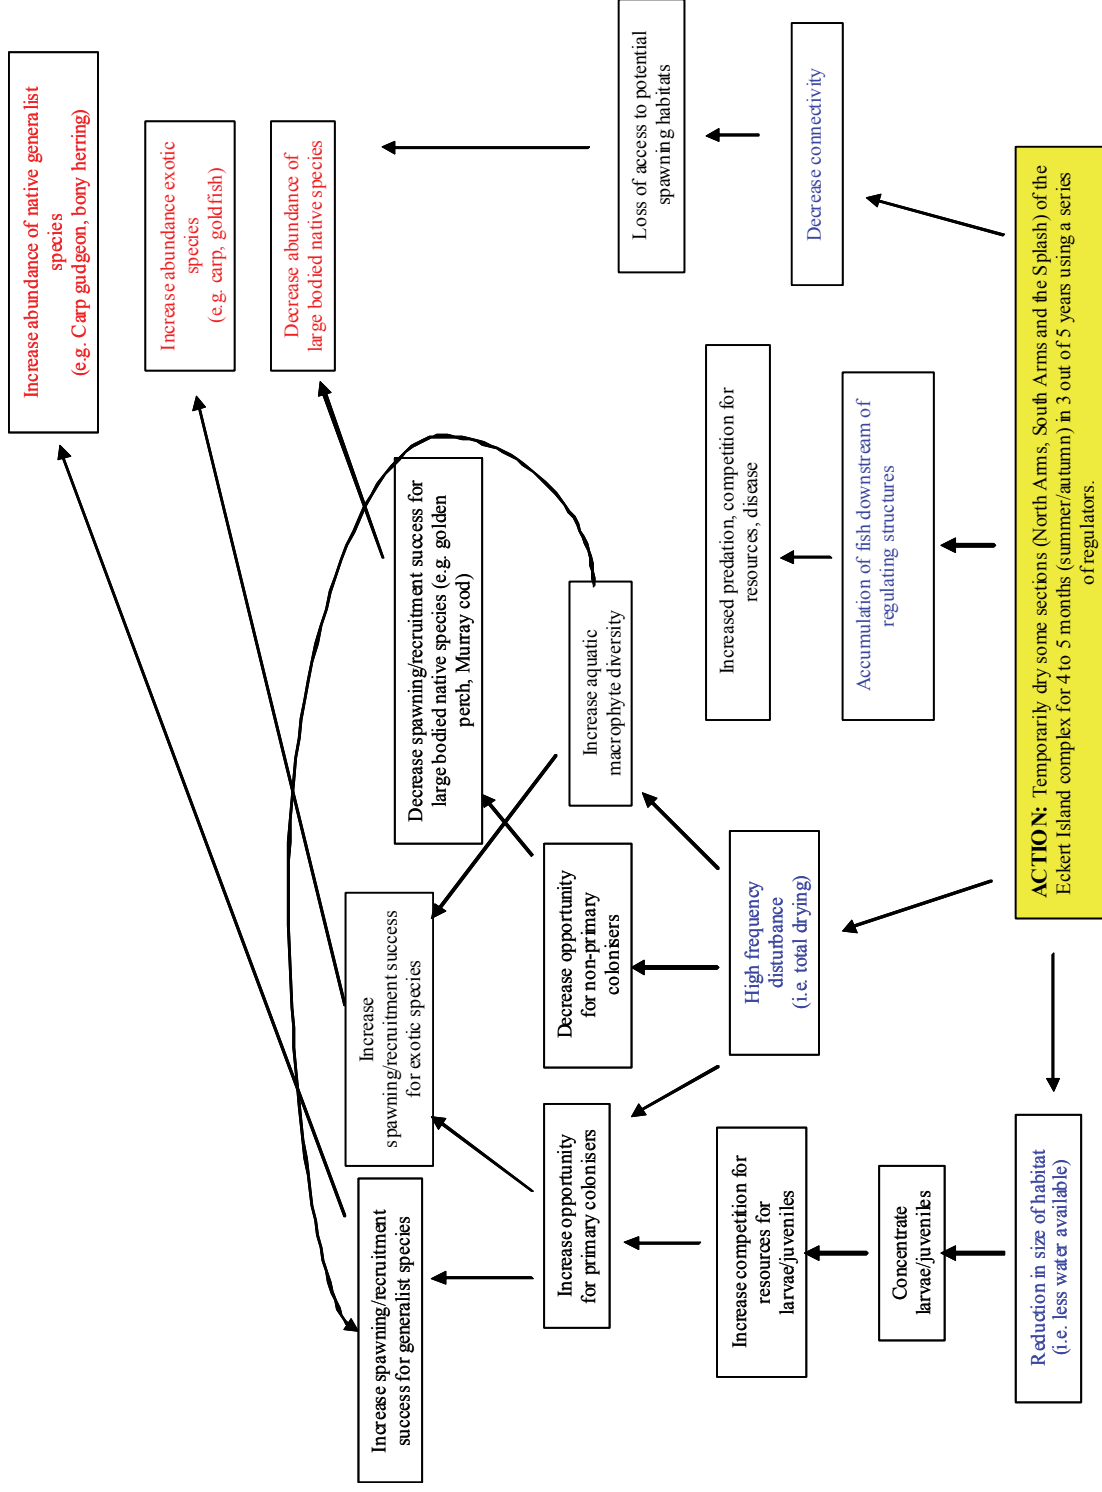 Increase abundance of native generalist
species
(e.g. Carp gudgeon, bony herring)
Increase abundance exotic
species
(e.g. carp, goldfish)
Decrease abundance of
large bodied native species
Increase spawning/recruitment
success for generalist species
Increase
spawning/recruitment success
for exotic species
Decrease spawning/recruitment success for
large bodied native species (e.g. golden
perch, Murray cod)
Loss of access to potential
spawning habitats
Increase opportunity
for primary colonisers
Decrease opportunity
for non-primary
colonisers
Increase aquatic
macrophyte diversity
Increase competition for
resources for
larvae/juveniles
High frequency
disturbance
(i.e. total drying)
Increased predation, competition for
resources, disease
Decrease connectivity
Concentrate
larvae/juveniles
Accumulation of fish downstream of
regulating structures
Reduction in size of habitat
(i.e. less water available)
ACTION: Temporarily dry some sections (North Arms, South Arms and the Splash) of the
Eckert Island complex for 4 to 5 months (summer/autumn) in 3 out of 5 years using a series
of regulators.